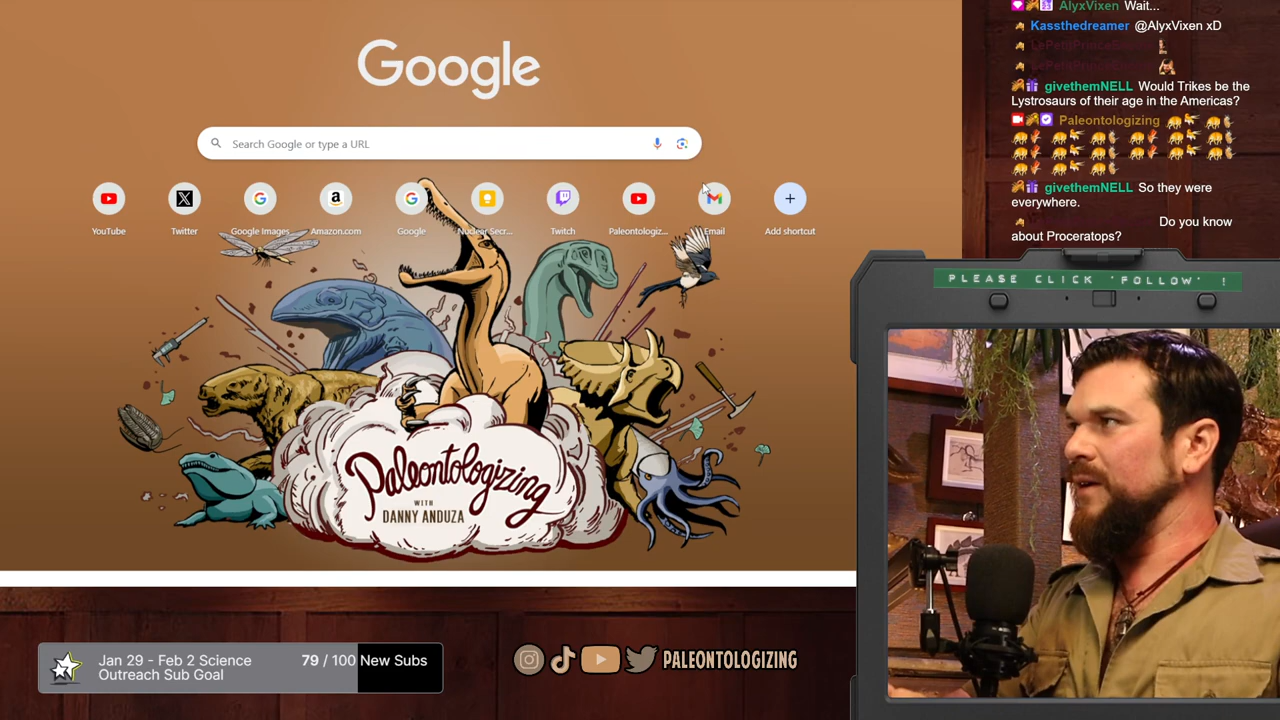 AlyxVixen Wait...
Kassthedreamer @AlyxVixen xD
givethemNELL Would Trikes be the
Lystrosaurs of their age in the Americas?
Paleontologizing
givethemNELL So they were
everywhere.
Do you know
about Proceratops?
Google
Search Google or type a URL
YouTube
Twitter
Google Images
Amazon.com
Google
Nuclear Secr...
Twitch
Paleontologiz...
Email
Add shortcut
PLEASE CLICK "FOLLOW" !
Paleontologizing
WITH
DANNY ANDUZA
Jan 29 - Feb 2 Science
Outreach Sub Goal
79 / 100 New Subs
PALEONTOLOGIZING